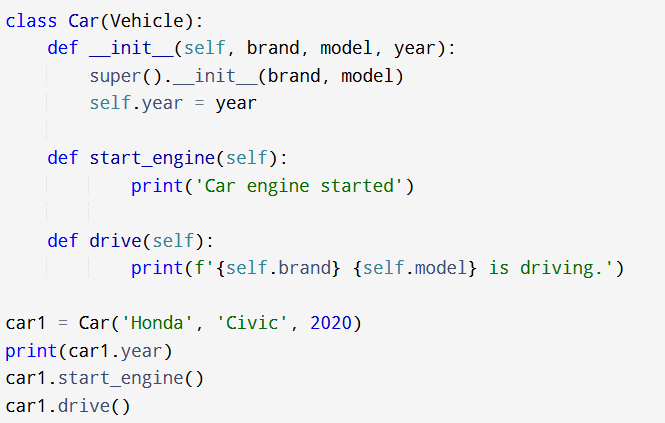 class Car(Vehicle):
    def __init__(self, brand, model, year):
        super().__init__(brand, model)
        self.year = year

    def start_engine(self):
            print('Car engine started')

    def drive(self):
            print(f'{self.brand} {self.model} is driving.')

car1 = Car('Honda', 'Civic', 2020)
print(car1.year)
car1.start_engine()
car1.drive()